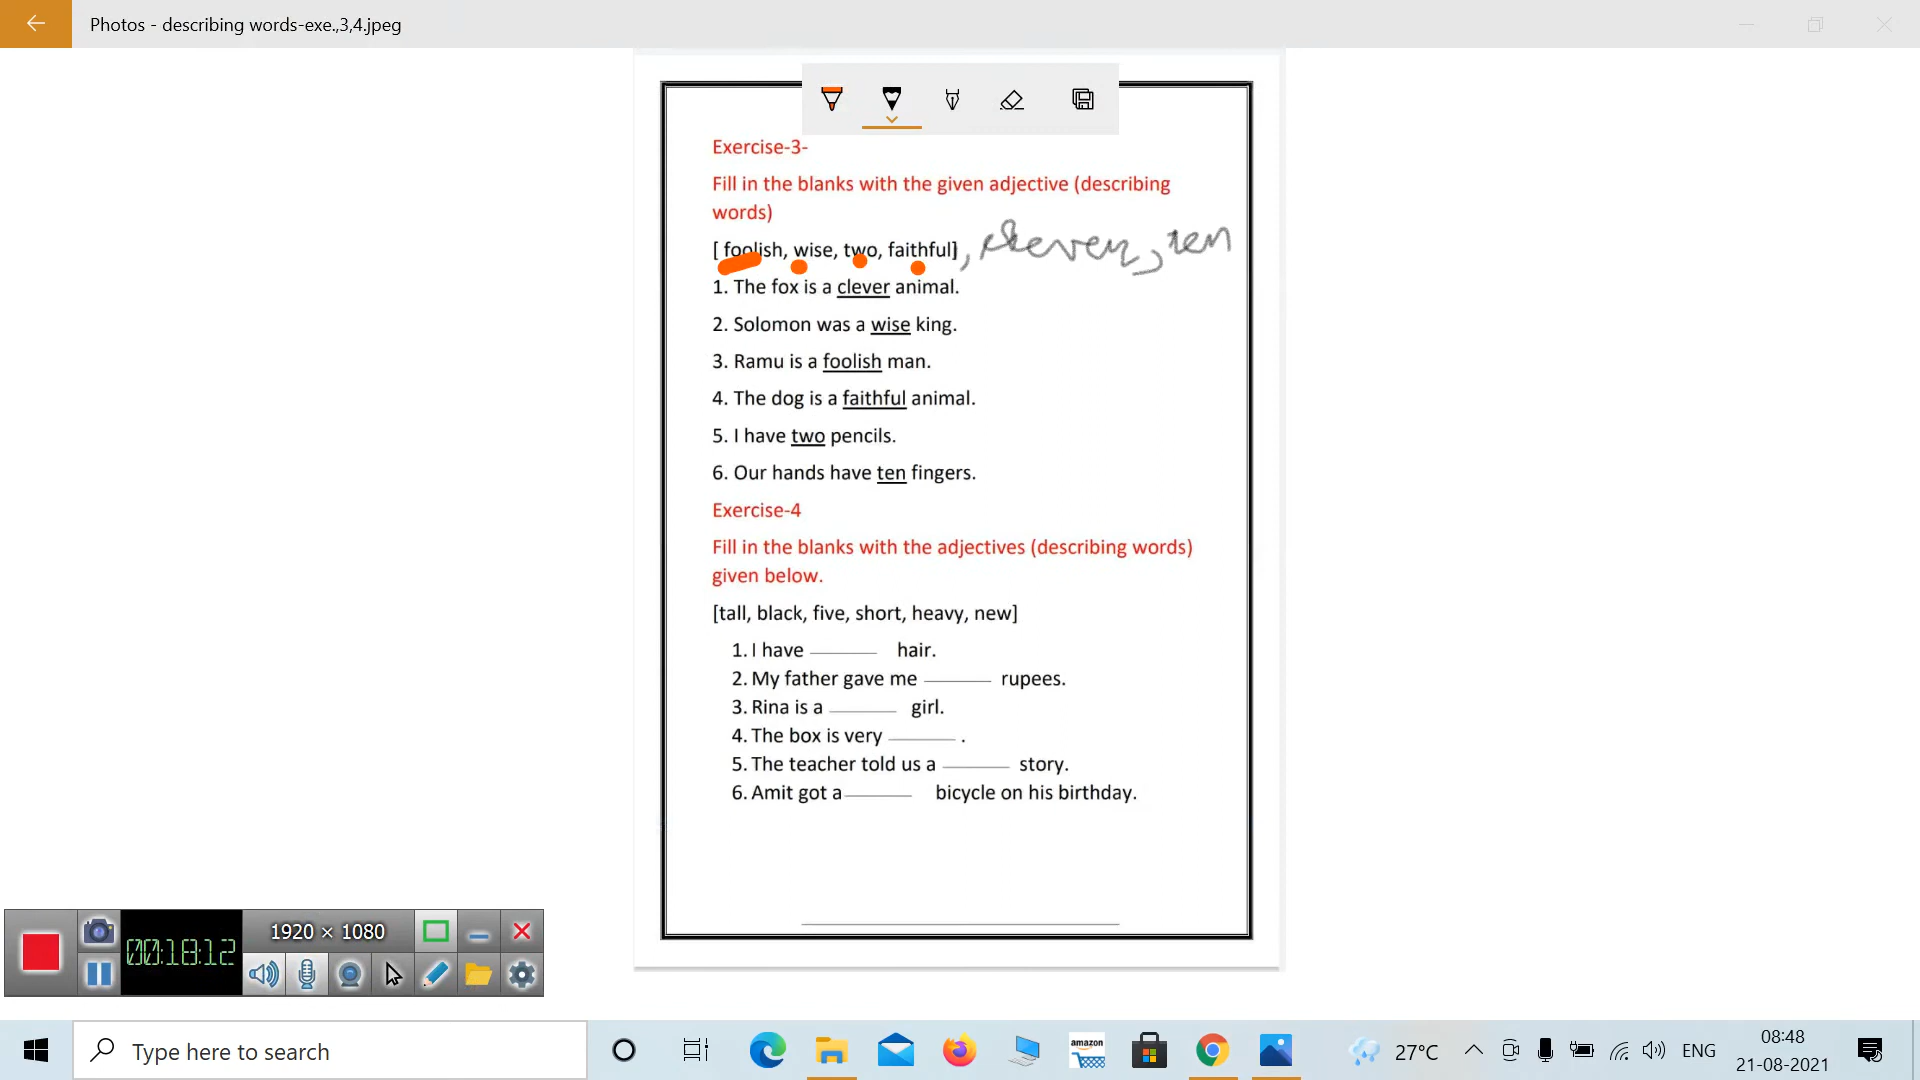 Photos - describing words-exe.,3,4.jpeg
Exercise-3-
Fill in the blanks with the given adjective (describing
words)
[ foolish, wise, two, faithful] , clever, ten
1. The fox is a clever animal.
2. Solomon was a wise king.
3. Ramu is a foolish man.
4. The dog is a faithful animal.
5. I have two pencils.
6. Our hands have ten fingers.
Exercise-4
Fill in the blanks with the adjectives (describing words)
given below.
[tall, black, five, short, heavy, new]
1. I have ______ hair.
2. My father gave me ______ rupees.
3. Rina is a ______ girl.
4. The box is very ______ .
5. The teacher told us a ______ story.
6. Amit got a ______ bicycle on his birthday.
1920 × 1080
00:18:12
Type here to search
amazon
27°C
ENG
08:48
21-08-2021